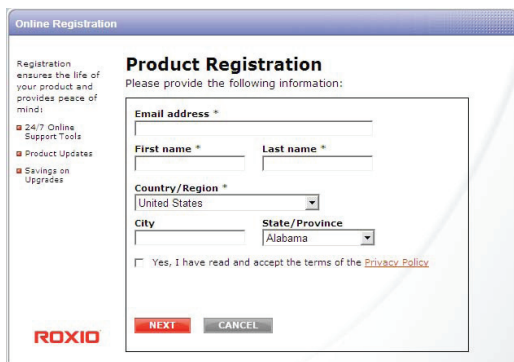 Online Registration
Registration
ensures the life of
your product and
provides peace of
mind:
24/7 Online
Support Tools
Product Updates
Savings on
Upgrades
ROXIO
Product Registration
Please provide the following information:
Email address *
First name * Last name *
Country/Region *
United States
City State/Province
Alabama
Yes, I have read and accept the terms of the Privacy Policy
NEXT CANCEL